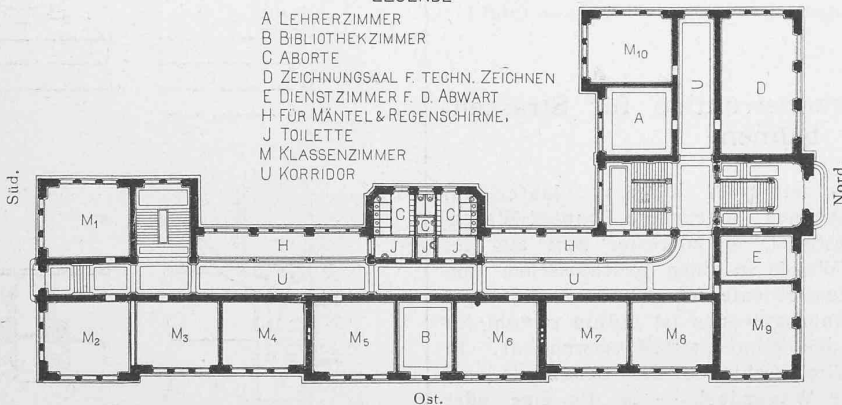 LEGENDE
A LEHRERZIMMER
B BIBLIOTHEKZIMMER
C ABORTE
D ZEICHNUNGSAAL F. TECHN. ZEICHNEN
E DIENSTZIMMER F. D. ABWART
H FÜR MÄNTEL & REGENSCHIRME.
J TOILETTE
M KLASSENZIMMER
U KORRIDOR
M10
U
D
A
Süd.
Nord
M1
C
C
C
H
J
J
J
H
E
U
U
M2
M3
M4
M5
B
M6
M7
M8
M9
Ost.